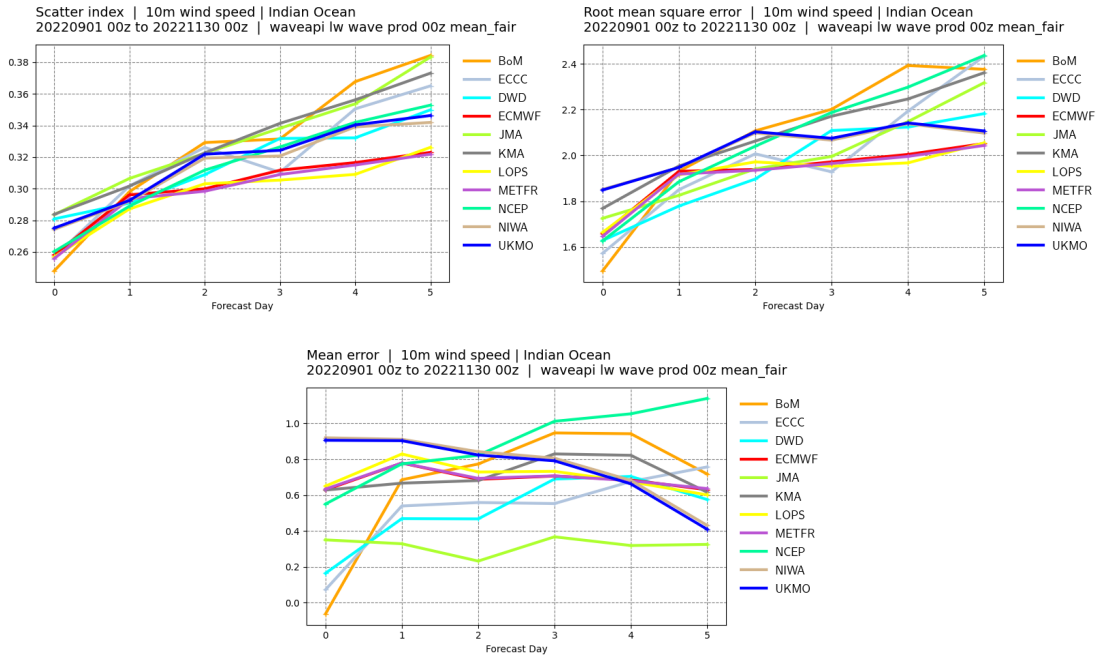 Scatter index | 10m wind speed | Indian Ocean
20220901 00z to 20221130 00z | waveapi lw wave prod 00z mean_fair
0.38
0.36
0.34
0.32
0.30
0.28
0.26
0 1 2 3 4 5
Forecast Day
BoM
ECCC
DWD
ECMWF
JMA
KMA
LOPS
METFR
NCEP
NIWA
UKMO
Root mean square error | 10m wind speed | Indian Ocean
20220901 00z to 20221130 00z | waveapi lw wave prod 00z mean_fair
2.4
2.2
2.0
1.8
1.6
0 1 2 3 4 5
Forecast Day
BoM
ECCC
DWD
ECMWF
JMA
KMA
LOPS
METFR
NCEP
NIWA
UKMO
Mean error | 10m wind speed | Indian Ocean
20220901 00z to 20221130 00z | waveapi lw wave prod 00z mean_fair
1.0
0.8
0.6
0.4
0.2
0.0
0 1 2 3 4 5
Forecast Day
BoM
ECCC
DWD
ECMWF
JMA
KMA
LOPS
METFR
NCEP
NIWA
UKMO